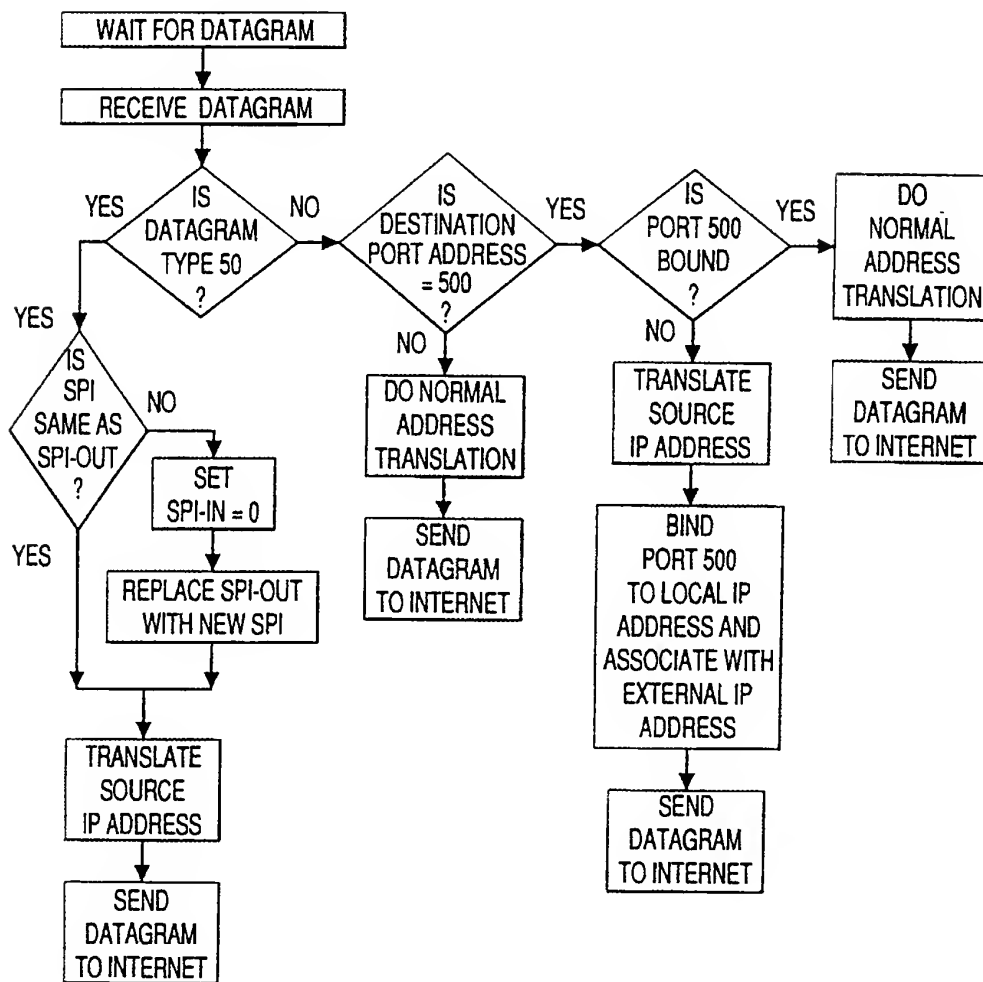 WAIT FOR DATAGRAM
RECEIVE DATAGRAM
YES
IS
DATAGRAM
TYPE 50
?
NO
IS
DESTINATION
PORT ADDRESS
= 500
?
YES
IS
PORT 500
BOUND
?
YES
DO
NORMAL
ADDRESS
TRANSLATION
SEND
DATAGRAM
TO INTERNET
YES
IS
SPI
SAME AS
SPI-OUT
?
NO
SET
SPI-IN = 0
REPLACE SPI-OUT
WITH NEW SPI
YES
TRANSLATE
SOURCE
IP ADDRESS
SEND
DATAGRAM
TO INTERNET
NO
DO NORMAL
ADDRESS
TRANSLATION
SEND
DATAGRAM
TO INTERNET
NO
TRANSLATE
SOURCE
IP ADDRESS
BIND
PORT 500
TO LOCAL IP
ADDRESS AND
ASSOCIATE WITH
EXTERNAL IP
ADDRESS
SEND
DATAGRAM
TO INTERNET